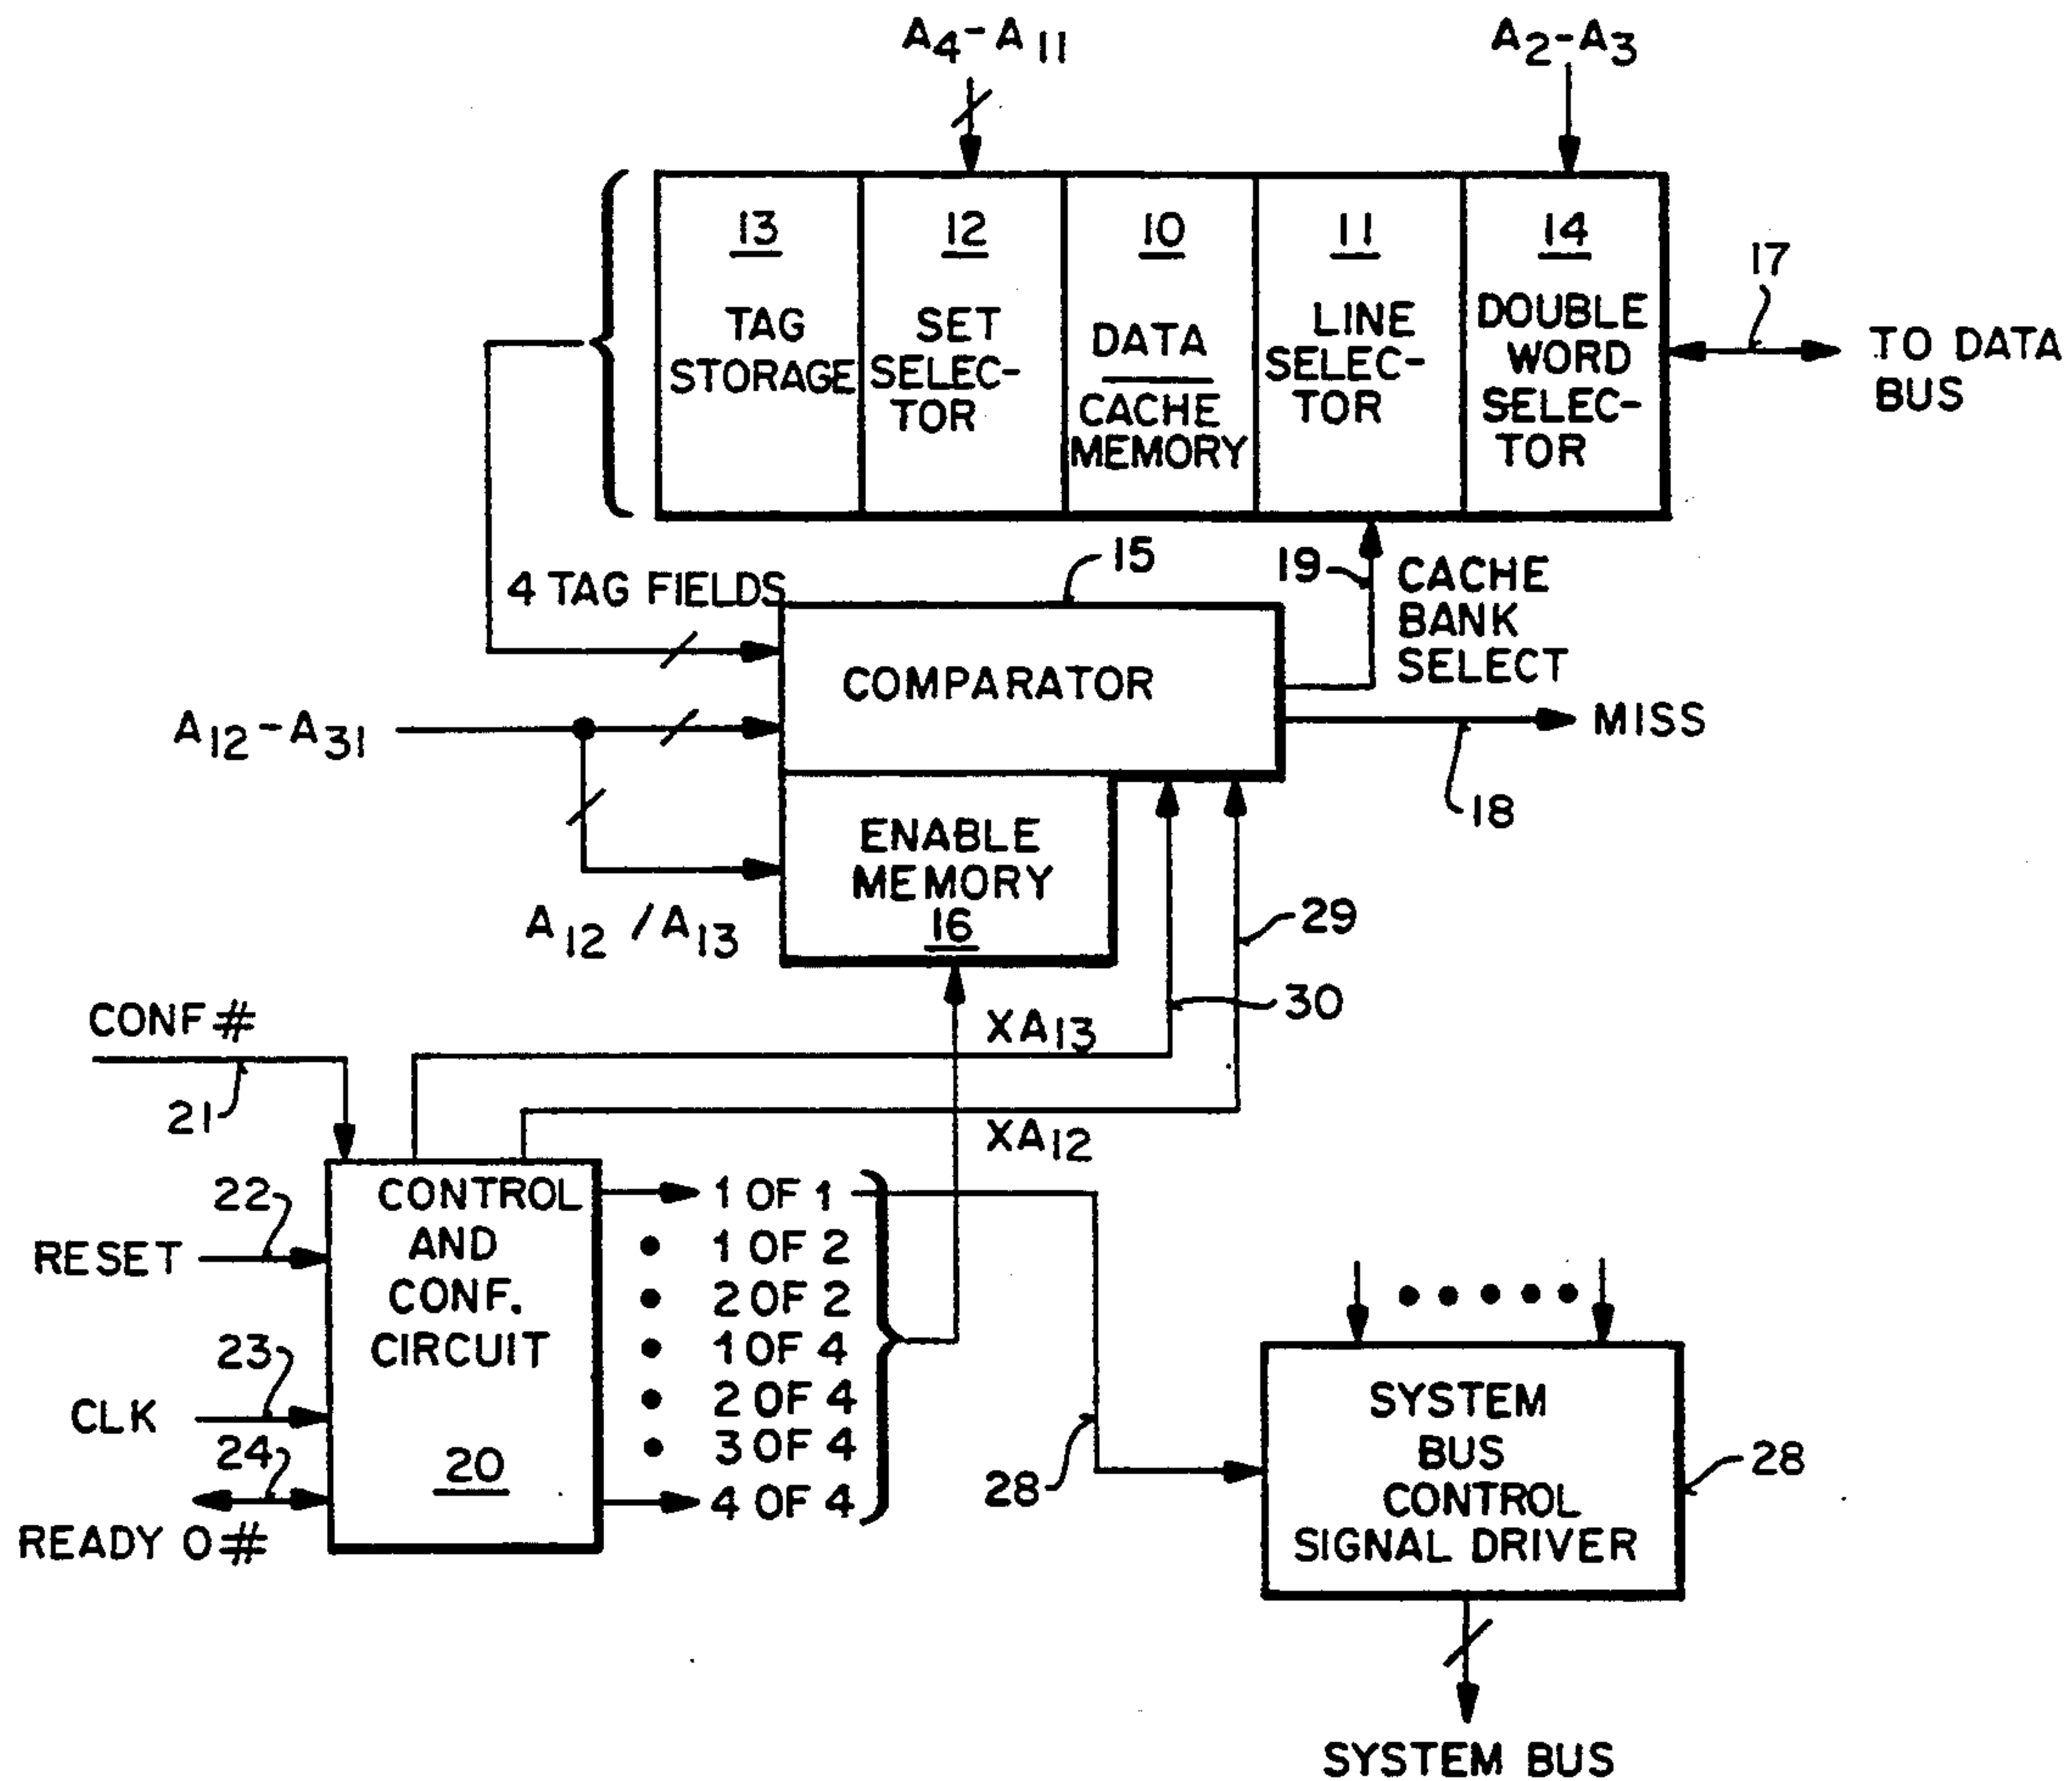 A4-A11
A2-A3
13
TAG
STORAGE
12
SET
SELEC-
TOR
10
DATA
CACHE
MEMORY
11
LINE
SELEC-
TOR
14
DOUBLE
WORD
SELEC-
TOR
17
TO DATA
BUS
4 TAG FIELDS
15
19
CACHE
BANK
SELECT
COMPARATOR
A12-A31
MISS
18
ENABLE
MEMORY
16
A12 /A13
29
30
CONF#
21
XA13
XA12
22
RESET
23
CLK
24
READY O#
CONTROL
AND
CONF.
CIRCUIT
20
1 OF 1
1 OF 2
2 OF 2
1 OF 4
2 OF 4
3 OF 4
4 OF 4
28
SYSTEM
BUS
CONTROL
SIGNAL DRIVER
28
SYSTEM BUS